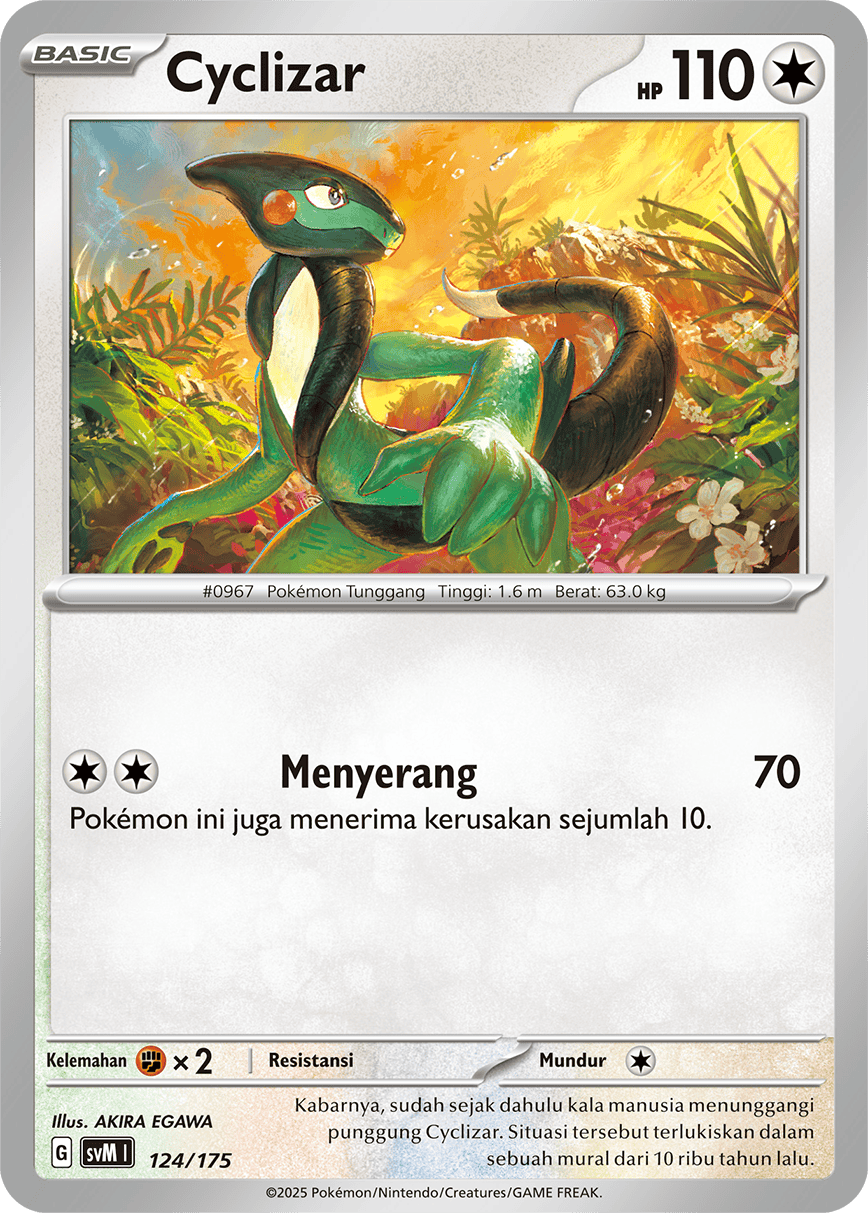 BASIC
Cyclizar
HP 110
#0967 Pokémon Tunggang Tinggi: 1.6 m Berat: 63.0 kg
Menyerang 70
Pokémon ini juga menerima kerusakan sejumlah 10.
Kelemahan ×2 Resistansi Mundur
Illus. AKIRA EGAWA
G svM I 124/175
Kabarnya, sudah sejak dahulu kala manusia menunggangi
punggung Cyclizar. Situasi tersebut terlukiskan dalam
sebuah mural dari 10 ribu tahun lalu.
©2025 Pokémon/Nintendo/Creatures/GAME FREAK.